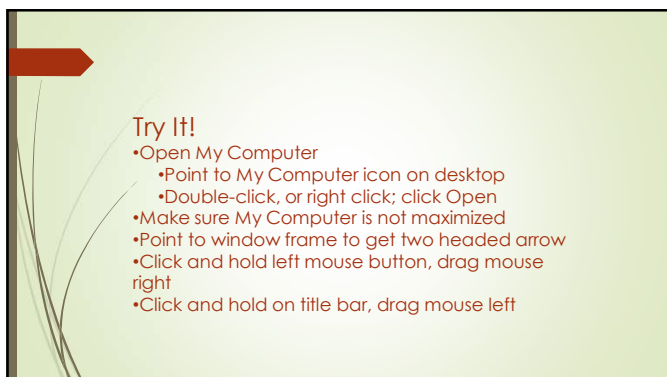 Try It!
•Open My Computer
•Point to My Computer icon on desktop
•Double-click, or right click; click Open
•Make sure My Computer is not maximized
•Point to window frame to get two headed arrow
•Click and hold left mouse button, drag mouse
right
•Click and hold on title bar, drag mouse left